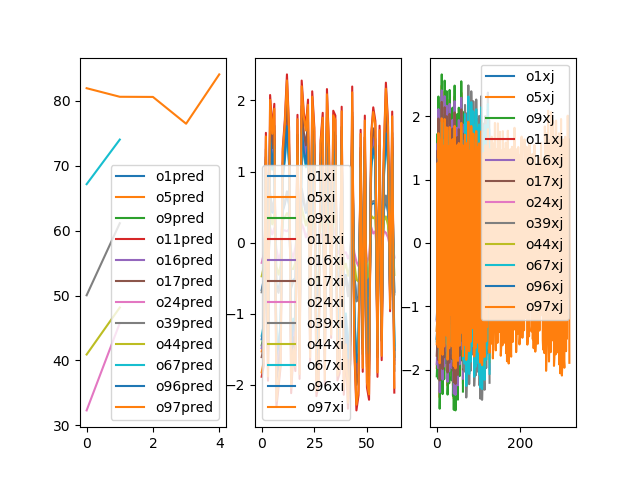 80
70
60
50
40
30
0
2
4
o1pred
o5pred
o9pred
o11pred
o16pred
o17pred
o24pred
o39pred
o44pred
o67pred
o96pred
o97pred
2
1
0
−1
−2
0
25
50
o1xi
o5xi
o9xi
o11xi
o16xi
o17xi
o24xi
o39xi
o44xi
o67xi
o96xi
o97xi
2
1
0
−1
−2
0
200
o1xj
o5xj
o9xj
o11xj
o16xj
o17xj
o24xj
o39xj
o44xj
o67xj
o96xj
o97xj